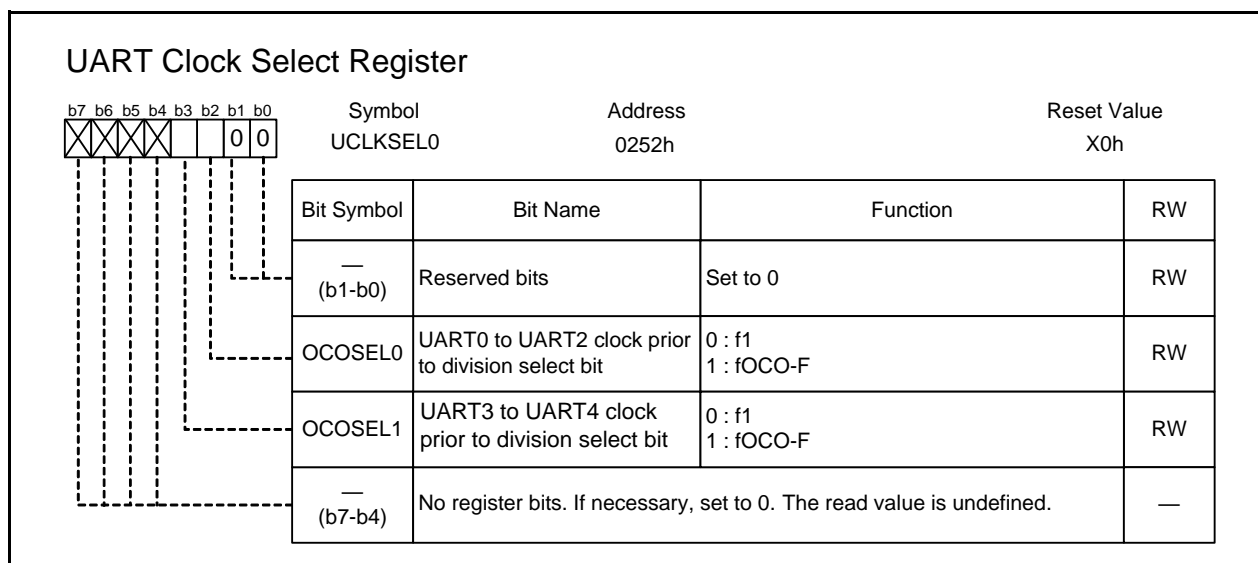 UART Clock Select Register
b7 b6 b5 b4 b3 b2 b1 b0
0 0
Symbol Address Reset Value
UCLKSEL0 0252h X0h
Bit Symbol Bit Name Function RW
—
(b1-b0) Reserved bits Set to 0 RW
OCOSEL0 UART0 to UART2 clock prior to division select bit 0 : f1
1 : fOCO-F RW
OCOSEL1 UART3 to UART4 clock prior to division select bit 0 : f1
1 : fOCO-F RW
—
(b7-b4) No register bits. If necessary, set to 0. The read value is undefined. —